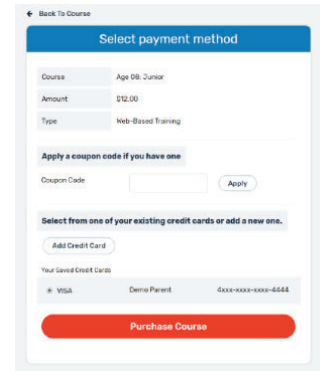 ← Back To Course
Select payment method
Course Age 08: Junior
Amount $12.00
Type Web-Based Training
Apply a coupon code if you have one
Coupon Code Apply
Select from one of your existing credit cards or add a new one.
Add Credit Card
Your Saved Credit Cards
VISA Demo Parent 4xxx-xxxx-xxxx-4444
Purchase Course